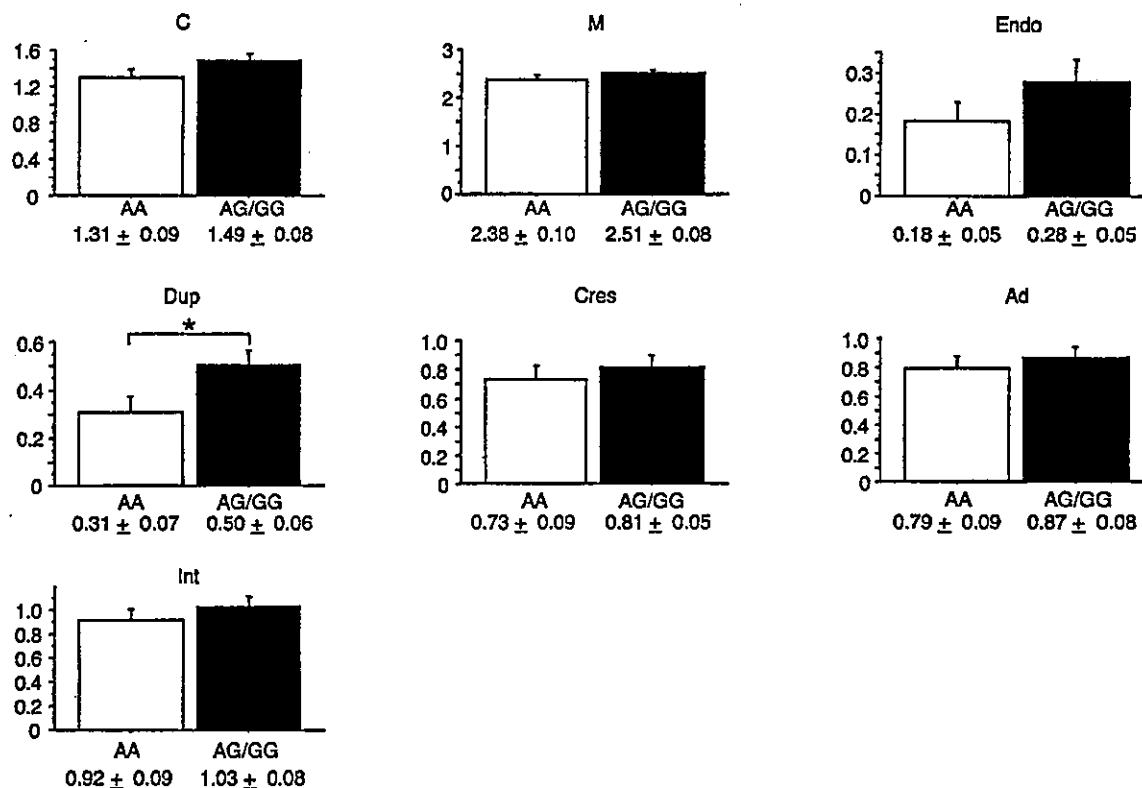 C
1.6
1.2
0.8
0.4
0
AA AG/GG
1.31 ± 0.09 1.49 ± 0.08
M
3
2
1
0
AA AG/GG
2.38 ± 0.10 2.51 ± 0.08
Endo
0.3
0.2
0.1
0
AA AG/GG
0.18 ± 0.05 0.28 ± 0.05
Dup
*
0.6
0.4
0.2
0
AA AG/GG
0.31 ± 0.07 0.50 ± 0.06
Cres
1.0
0.8
0.6
0.4
0.2
0
AA AG/GG
0.73 ± 0.09 0.81 ± 0.05
Ad
1.0
0.8
0.6
0.4
0.2
0
AA AG/GG
0.79 ± 0.09 0.87 ± 0.08
Int
1.0
0.8
0.6
0.4
0.2
0
AA AG/GG
0.92 ± 0.09 1.03 ± 0.08